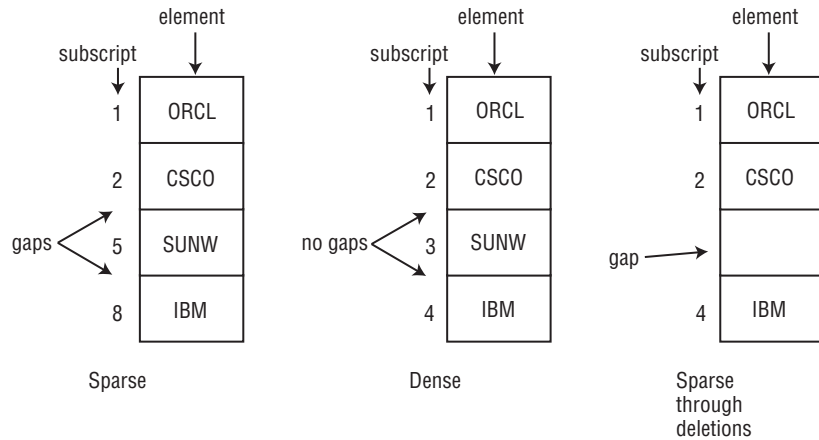 element
subscript
1 ORCL
2 CSCO
gaps
5 SUNW
8 IBM
Sparse
element
subscript
1 ORCL
2 CSCO
no gaps
3 SUNW
4 IBM
Dense
element
subscript
1 ORCL
2 CSCO
gap
4 IBM
Sparse
through
deletions